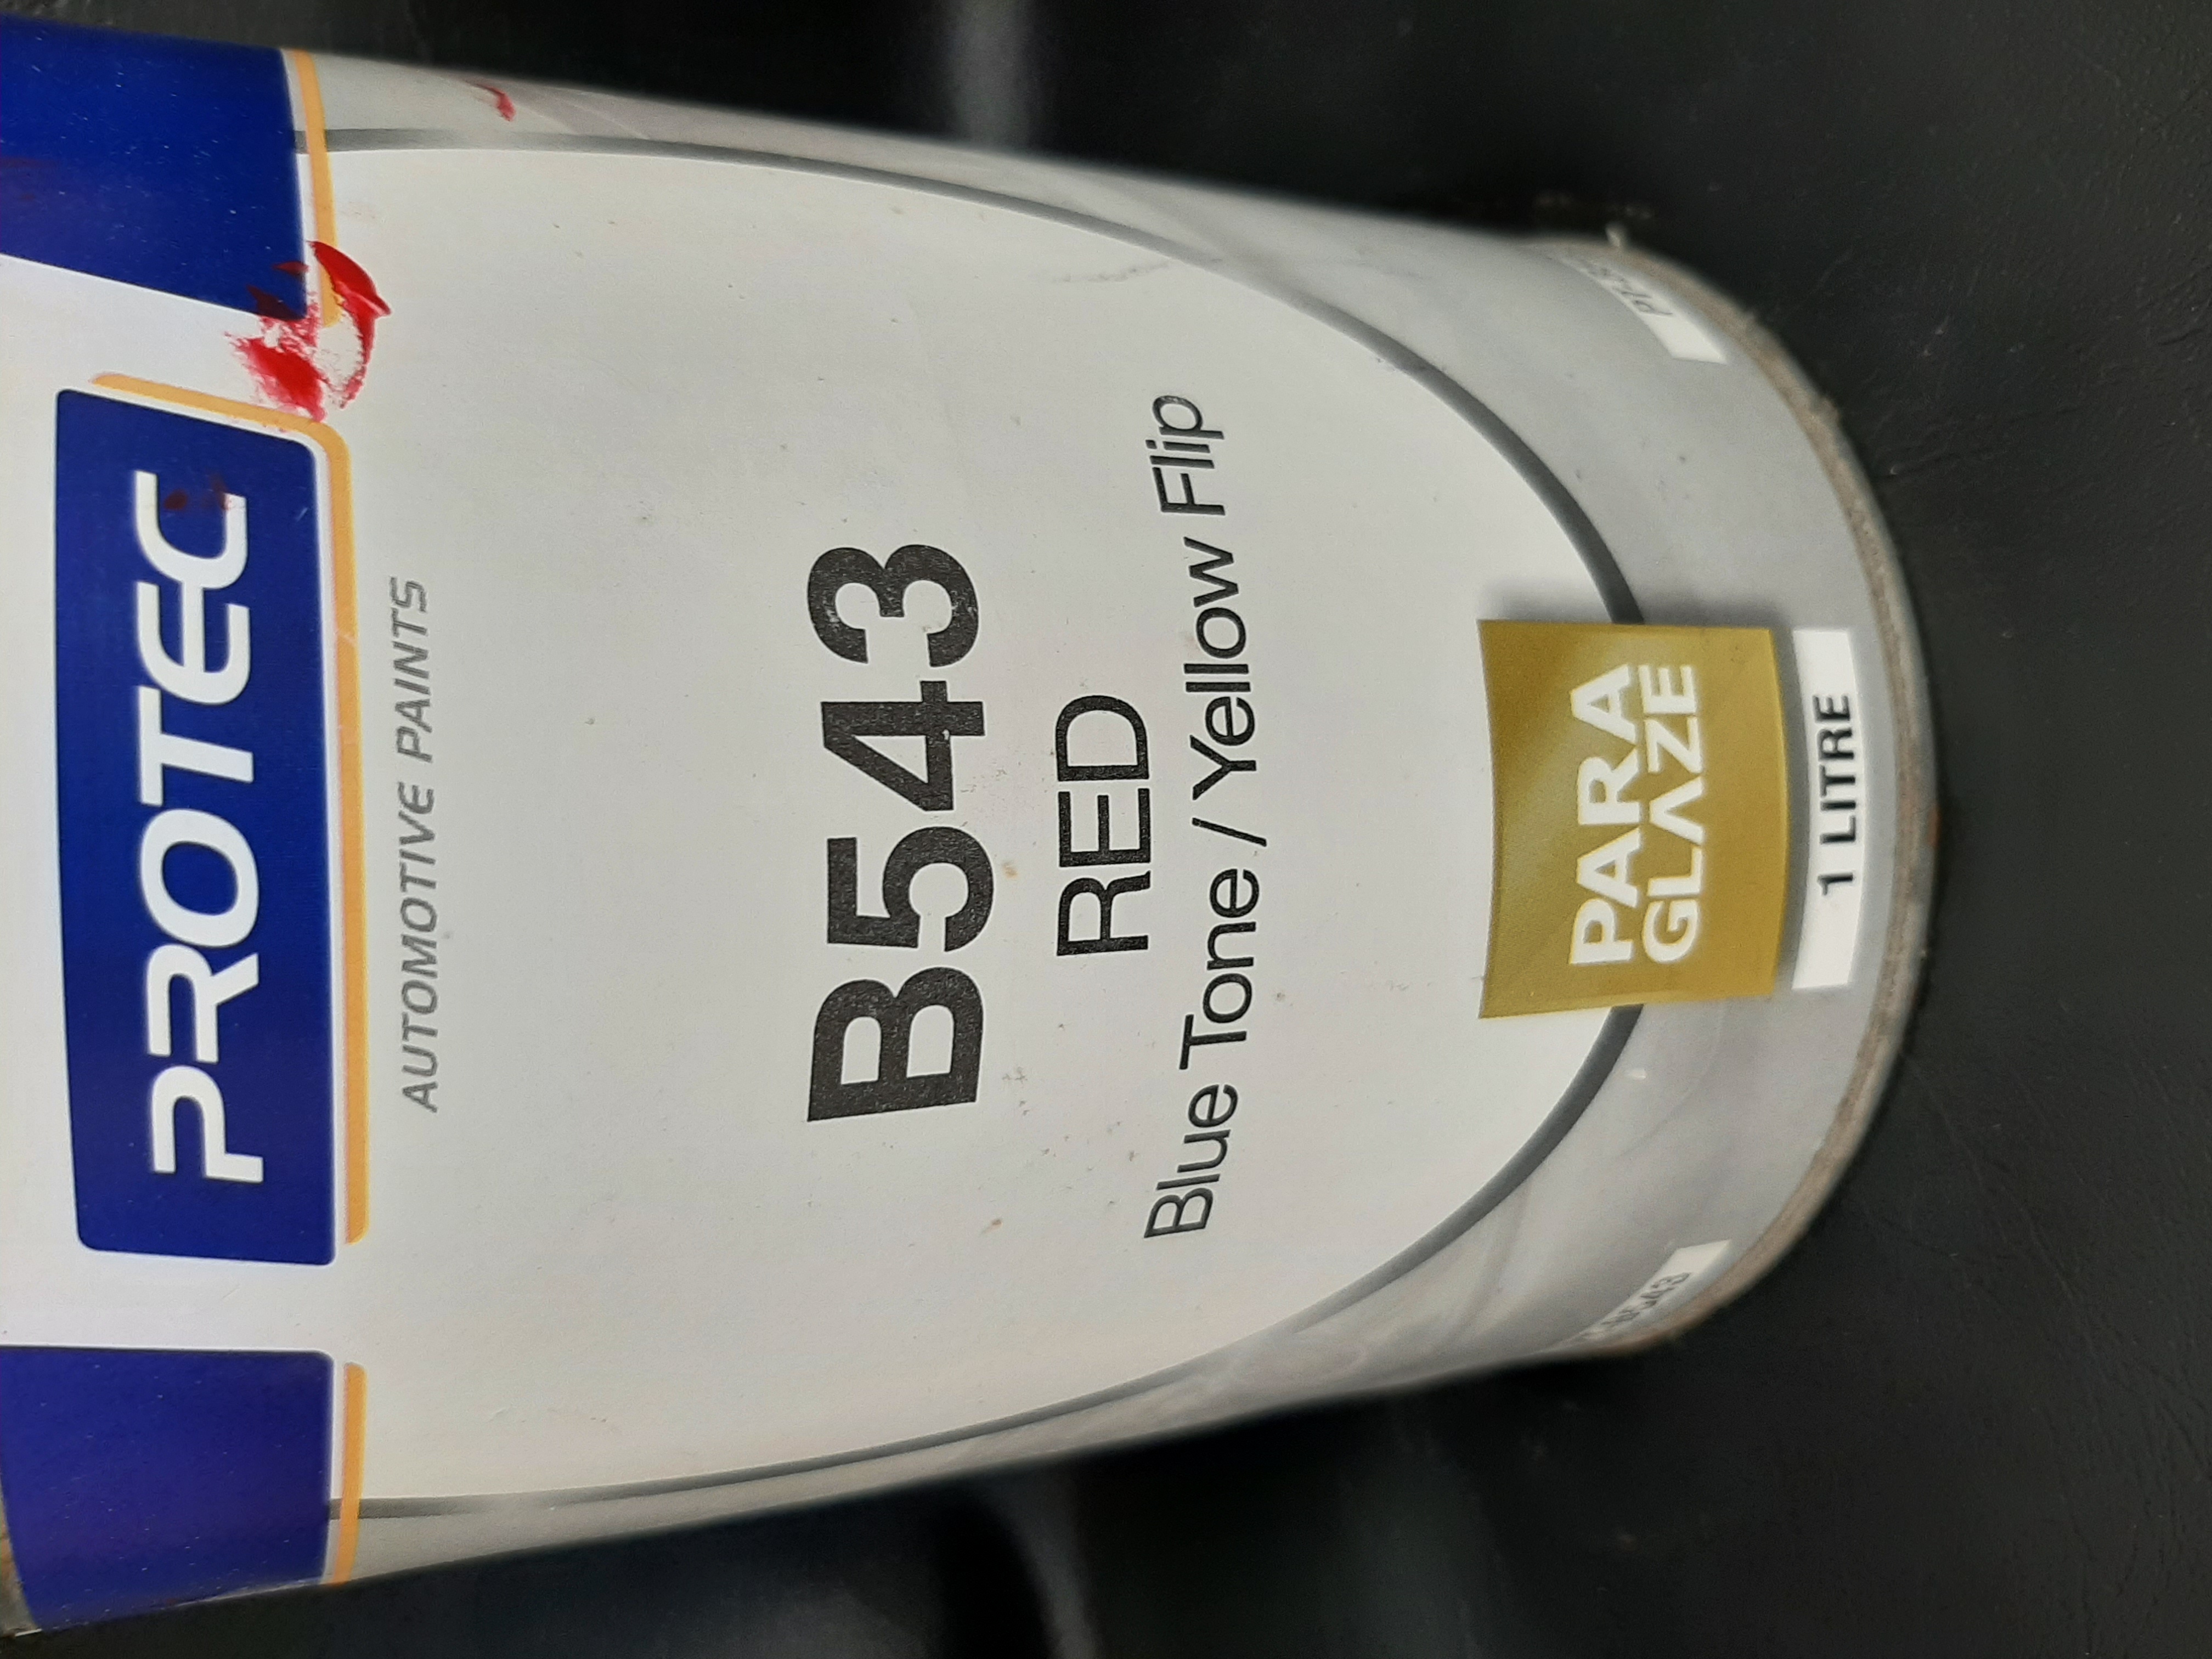 PROTEC
AUTOMOTIVE PAINTS
B543
RED
Blue Tone / Yellow Flip
PARA
GLAZE
1 LITRE